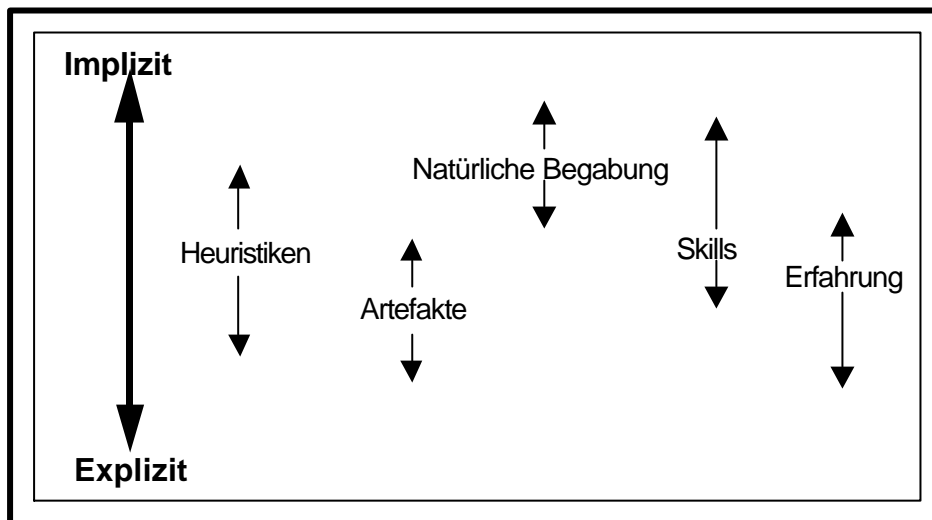 Implizit
Natürliche Begabung
Heuristiken
Skills
Erfahrung
Artefakte
Explizit